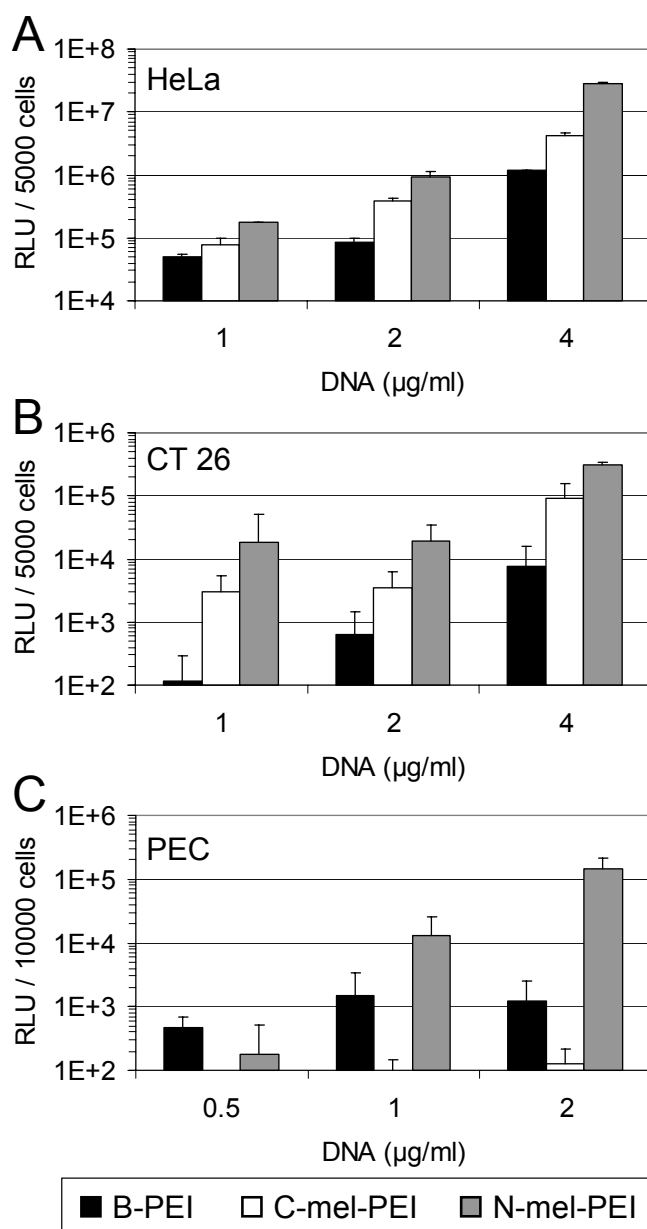 A
HeLa
RLU / 5000 cells
1E+8
1E+7
1E+6
1E+5
1E+4
1 2 4
DNA (µg/ml)
B
CT 26
RLU / 5000 cells
1E+6
1E+5
1E+4
1E+3
1E+2
1 2 4
DNA (µg/ml)
C
PEC
RLU / 10000 cells
1E+6
1E+5
1E+4
1E+3
1E+2
0.5 1 2
DNA (µg/ml)
B-PEI C-mel-PEI N-mel-PEI